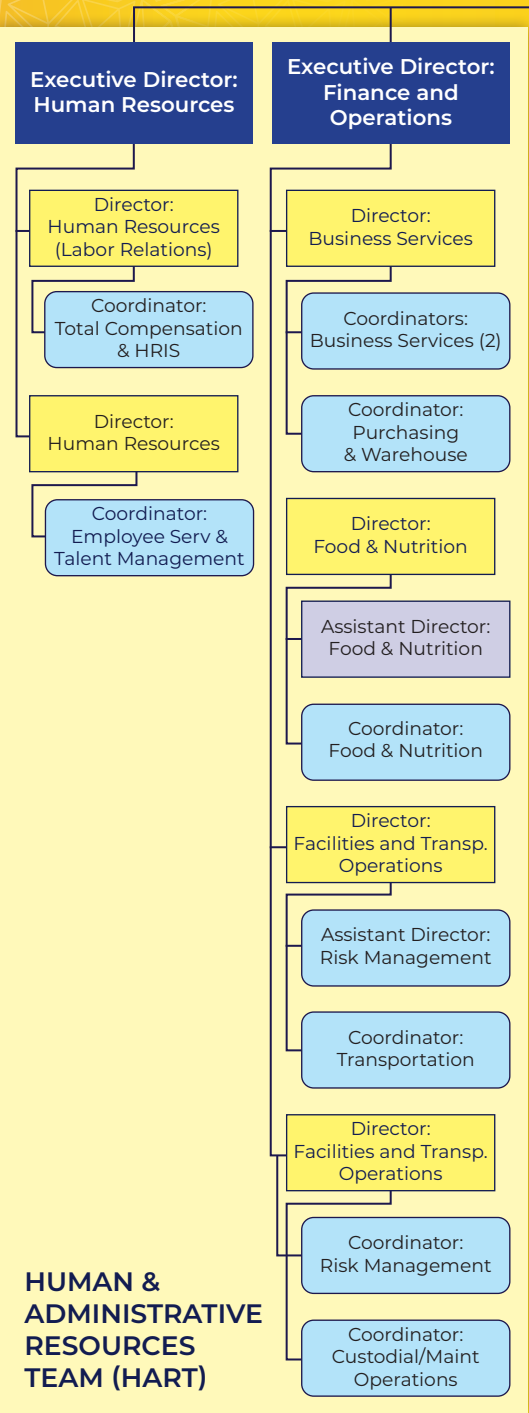 Executive Director:
Human Resources
Director:
Human Resources
(Labor Relations)
Coordinator:
Total Compensation
& HRIS
Director:
Human Resources
Coordinator:
Employee Serv &
Talent Management
Executive Director:
Finance and
Operations
Director:
Business Services
Coordinators:
Business Services (2)
Coordinator:
Purchasing
& Warehouse
Director:
Food & Nutrition
Assistant Director:
Food & Nutrition
Coordinator:
Food & Nutrition
Director:
Facilities and Transp.
Operations
Assistant Director:
Risk Management
Coordinator:
Transportation
Director:
Facilities and Transp.
Operations
Coordinator:
Risk Management
Coordinator:
Custodial/Maint
Operations
HUMAN &
ADMINISTRATIVE
RESOURCES
TEAM (HART)